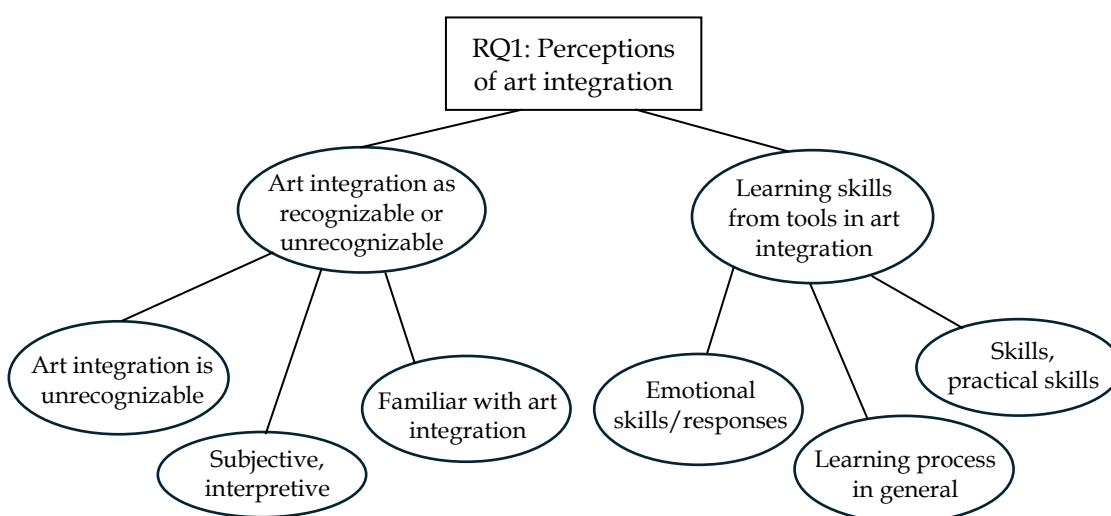 RQ1: Perceptions
of art integration
Art integration as
recognizable or
unrecognizable
Learning skills
from tools in art
integration
Art integration is
unrecognizable
Subjective,
interpretive
Familiar with art
integration
Emotional
skills/responses
Learning process
in general
Skills,
practical skills